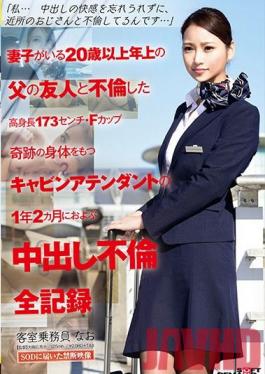 「私… 中出しの快感を忘れられずに、
近所のおじさんと不倫してるんです…」
妻子がいる20歳以上年上の
父の友人と不倫した
高身長173センチ・Fカップ
奇跡の身体をもつ
キャビンアテンダントの
1年2カ月におよぶ
中出し不倫
全記録
客室乗務員 なお
SODに届いた禁断映像